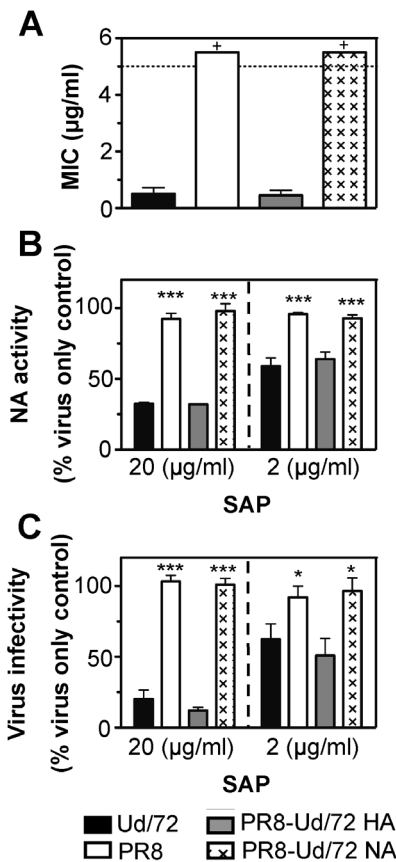 A
MIC (µg/ml)
6
4
2
0
+
+
B
NA activity
(% virus only control)
100
50
0
***
***
***
***
20 (µg/ml)
2 (µg/ml)
SAP
C
Virus infectivity
(% virus only control)
100
50
0
***
***
*
*
20 (µg/ml)
2 (µg/ml)
SAP
Ud/72
PR8-Ud/72 HA
PR8
PR8-Ud/72 NA